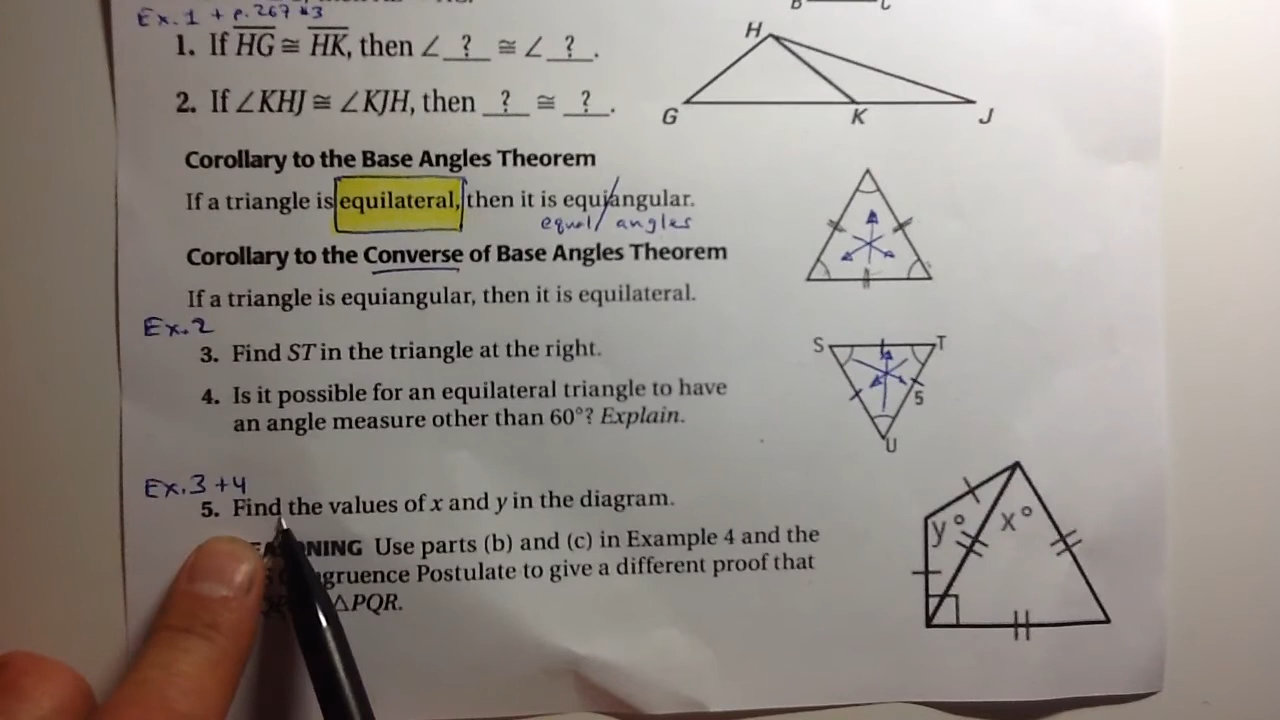 Ex. 1 + p. 267 #3
B C
1. If HG ≅ HK, then ∠ ? ≅ ∠ ? .
2. If ∠KHJ ≅ ∠KJH, then ? ≅ ? .
H
G K J
Corollary to the Base Angles Theorem
If a triangle is equilateral, then it is equiangular.
equal / angles
Corollary to the Converse of Base Angles Theorem
If a triangle is equiangular, then it is equilateral.
Ex. 2
3. Find ST in the triangle at the right.
S T
5
U
4. Is it possible for an equilateral triangle to have
an angle measure other than 60°? Explain.
Ex. 3 + 4
5. Find the values of x and y in the diagram.
y° x°
Use parts (b) and (c) in Example 4 and the
Postulate to give a different proof that
△PQR.